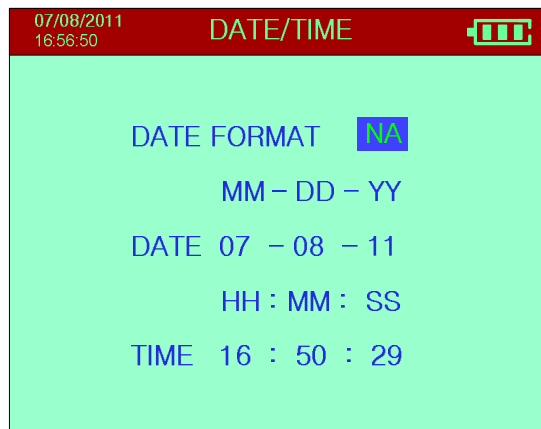 07/08/2011
16:56:50
DATE/TIME
DATE FORMAT NA
MM – DD – YY
DATE 07 – 08 – 11
HH : MM : SS
TIME 16 : 50 : 29